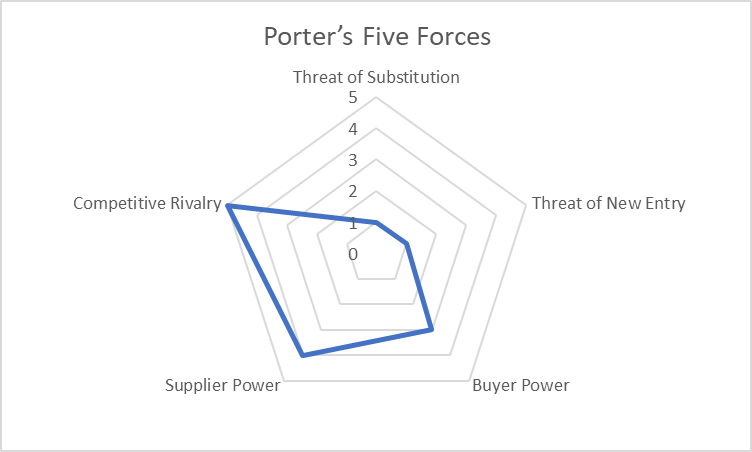 Porter’s Five Forces
Threat of Substitution
5
4
3
2
1
0
Competitive Rivalry
Threat of New Entry
Supplier Power
Buyer Power